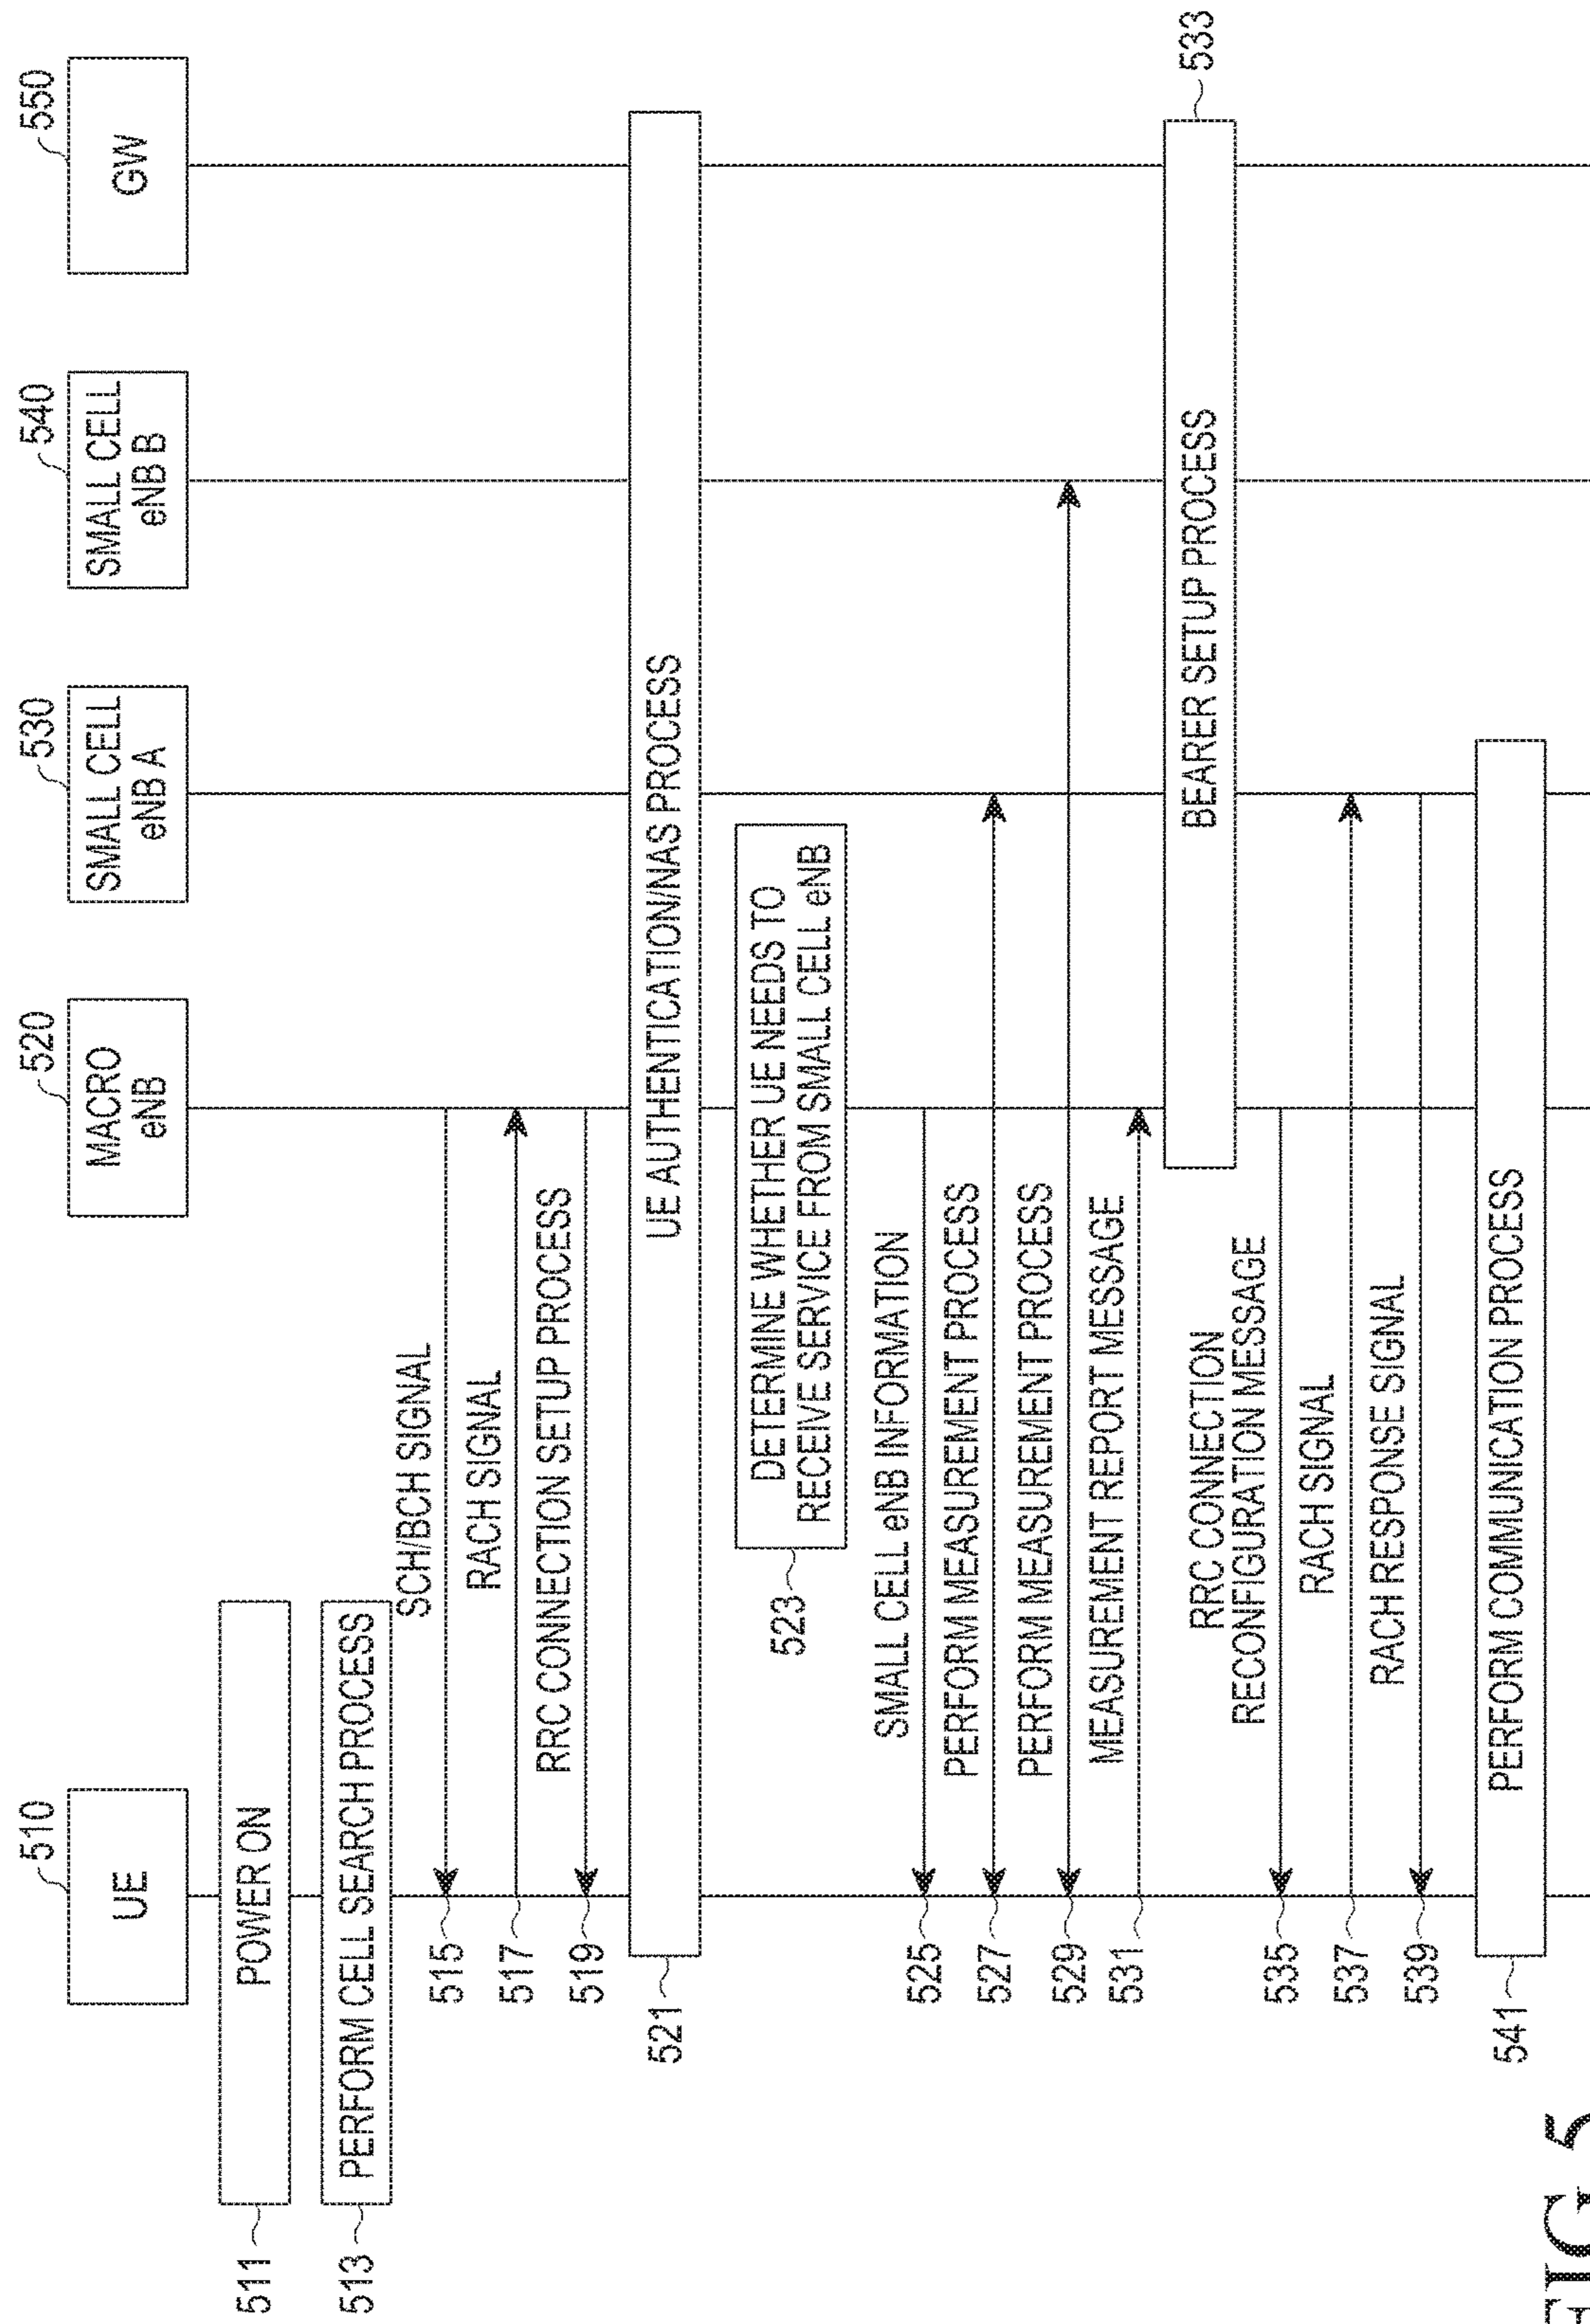 510
UE
520
MACRO
eNB
530
SMALL CELL
eNB A
540
SMALL CELL
eNB B
550
GW
511
POWER ON
513
PERFORM CELL SEARCH PROCESS
SCH/BCH SIGNAL
515
RACH SIGNAL
517
RRC CONNECTION SETUP PROCESS
519
UE AUTHENTICATION/NAS PROCESS
521
DETERMINE WHETHER UE NEEDS TO
RECEIVE SERVICE FROM SMALL CELL eNB
523
SMALL CELL eNB INFORMATION
525
PERFORM MEASUREMENT PROCESS
527
PERFORM MEASUREMENT PROCESS
529
MEASUREMENT REPORT MESSAGE
531
BEARER SETUP PROCESS
533
RRC CONNECTION
RECONFIGURATION MESSAGE
535
RACH SIGNAL
537
RACH RESPONSE SIGNAL
539
PERFORM COMMUNICATION PROCESS
541
FIG 5